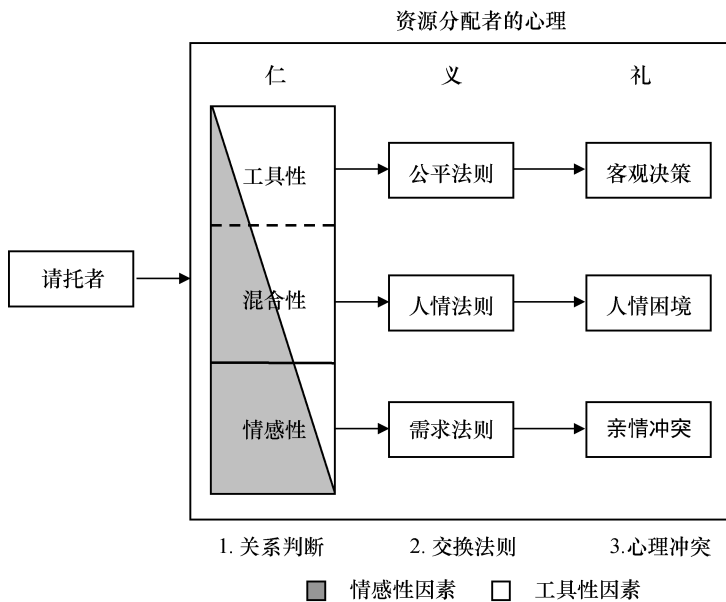 资源分配者的心理
仁 义 礼
工具性 公平法则 客观决策
请托者
混合性 人情法则 人情困境
情感性 需求法则 亲情冲突
1. 关系判断 2. 交换法则 3.心理冲突
情感性因素 工具性因素